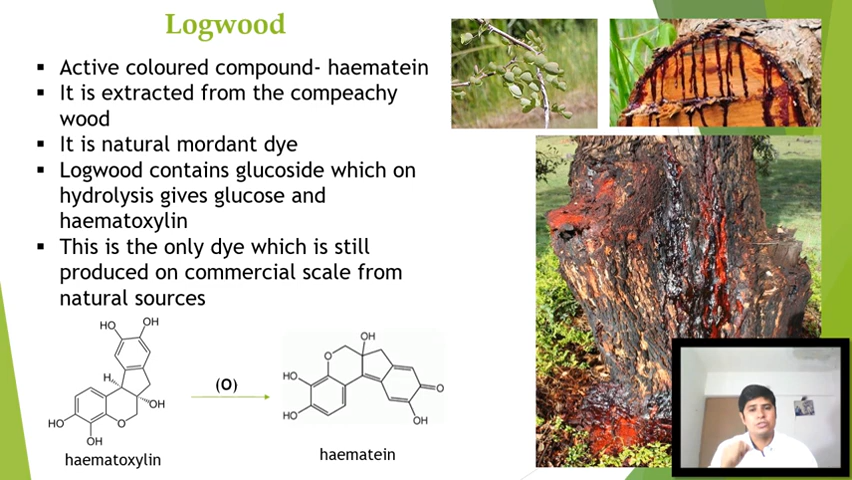 Logwood
▪ Active coloured compound- haematein
▪ It is extracted from the compeachy
wood
▪ It is natural mordant dye
▪ Logwood contains glucoside which on
hydrolysis gives glucose and
haematoxylin
▪ This is the only dye which is still
produced on commercial scale from
natural sources
HO OH
H
OH
HO
OH
haematoxylin
(O)
OH
O
HO
HO
O
OH
haematein
O